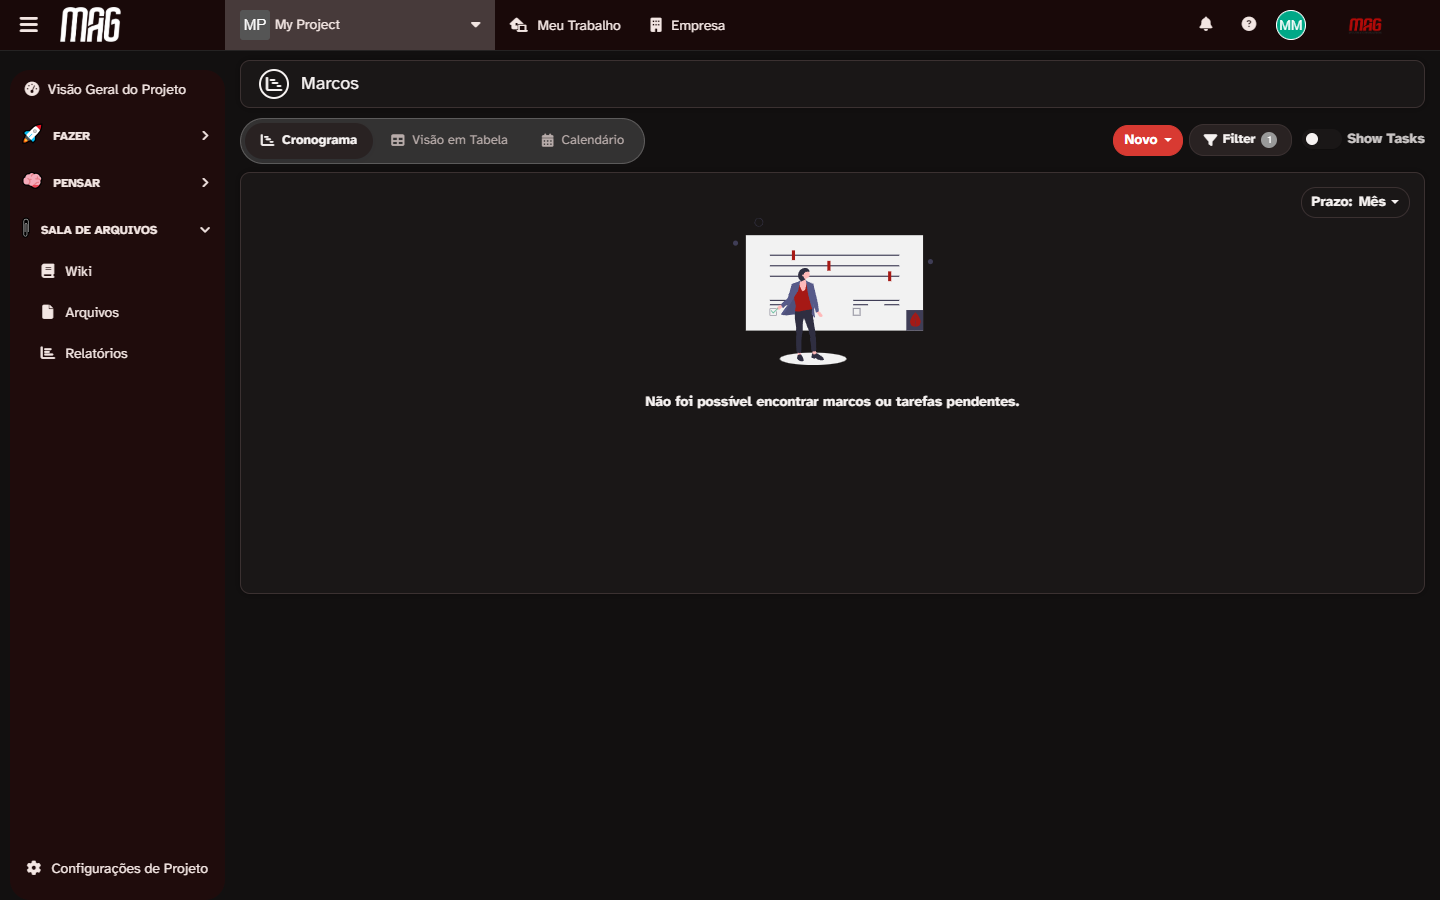 MAG
MP My Project
Meu Trabalho
Empresa
MM
MAG
Visão Geral do Projeto
FAZER
PENSAR
SALA DE ARQUIVOS
Wiki
Arquivos
Relatórios
Configurações de Projeto
Marcos
Cronograma
Visão em Tabela
Calendário
Novo
Filter 1
Show Tasks
Prazo: Mês
Não foi possível encontrar marcos ou tarefas pendentes.